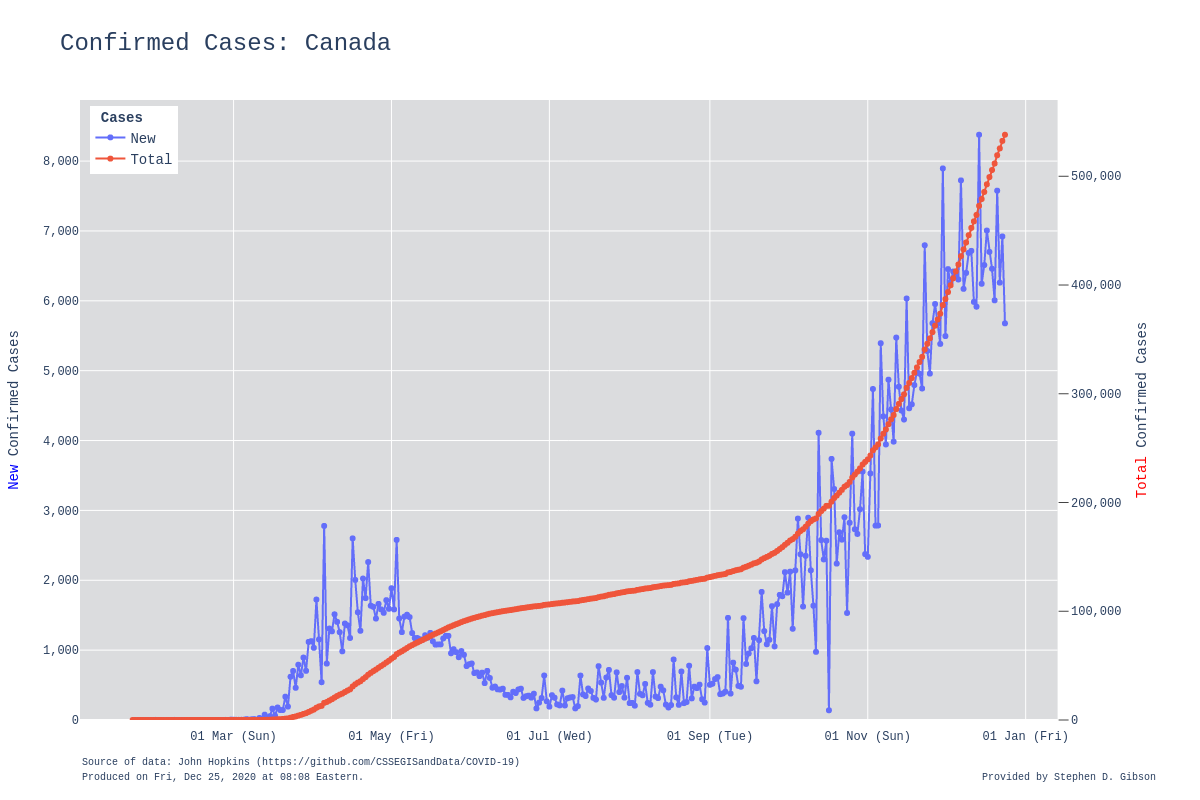 Confirmed Cases: Canada
Cases
New
Total
8,000
7,000
6,000
5,000
4,000
3,000
2,000
1,000
0
New Confirmed Cases
500,000
400,000
300,000
200,000
100,000
0
Total Confirmed Cases
01 Mar (Sun) 01 May (Fri) 01 Jul (Wed) 01 Sep (Tue) 01 Nov (Sun) 01 Jan (Fri)
Source of data: John Hopkins (https://github.com/CSSEGISandData/COVID-19)
Produced on Fri, Dec 25, 2020 at 08:08 Eastern.
Provided by Stephen D. Gibson